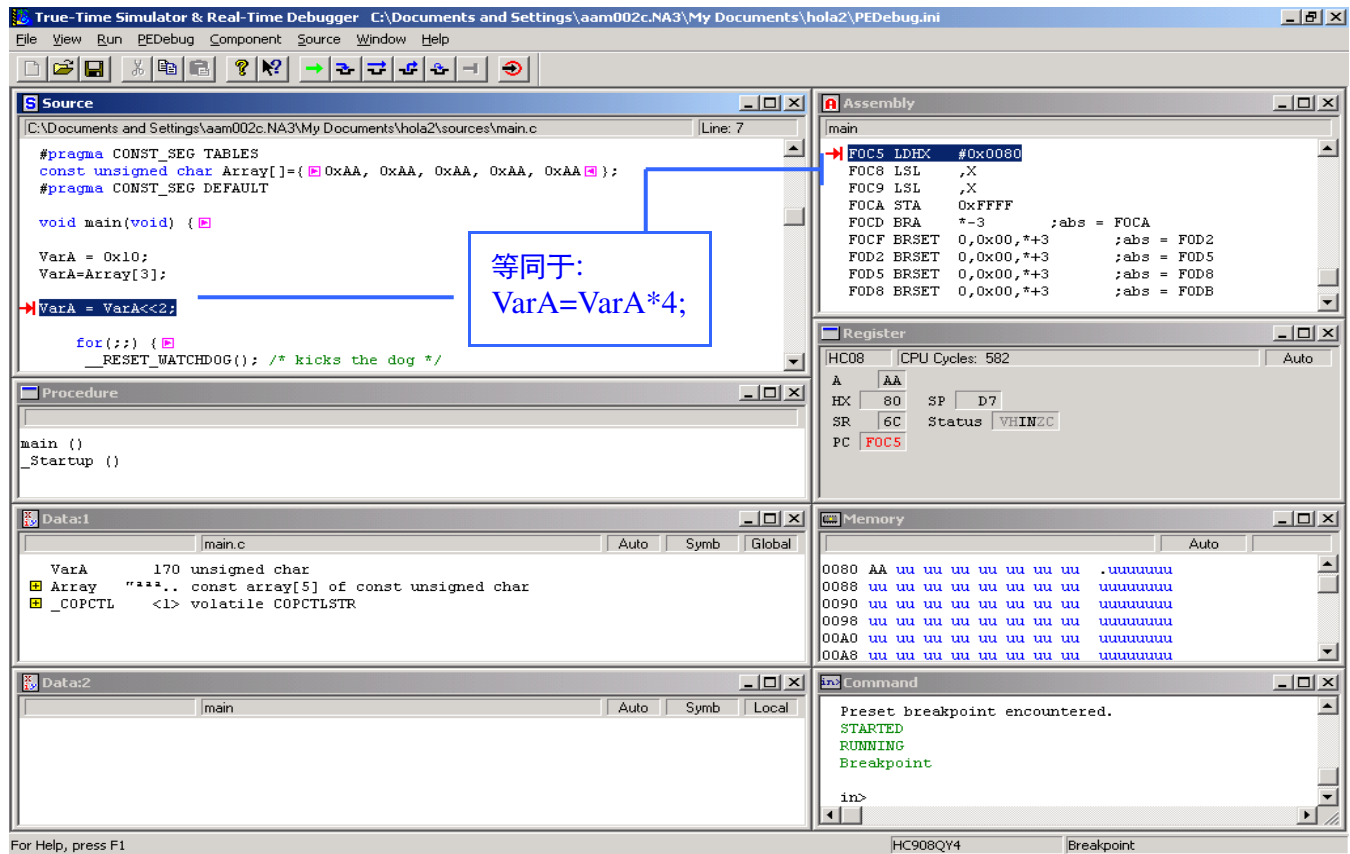 True-Time Simulator & Real-Time Debugger C:\Documents and Settings\aam002c.NA3\My Documents\hola2\PEDebug.ini
File View Run PEDebug Component Source Window Help
Source
C:\Documents and Settings\aam002c.NA3\My Documents\hola2\sources\main.c Line: 7
#pragma CONST_SEG TABLES
const unsigned char Array[]={ 0xAA, 0xAA, 0xAA, 0xAA, 0xAA };
#pragma CONST_SEG DEFAULT
void main(void) {
VarA = 0x10;
VarA=Array[3];
VarA = VarA<<2;
for(;;) {
__RESET_WATCHDOG(); /* kicks the dog */
等同于:
VarA=VarA*4;
Assembly
main
F0C5 LDHX #0x0080
F0C8 LSL ,X
F0C9 LSL ,X
F0CA STA 0xFFFF
F0CD BRA *-3 ;abs = F0CA
F0CF BRSET 0,0x00,*+3 ;abs = F0D2
F0D2 BRSET 0,0x00,*+3 ;abs = F0D5
F0D5 BRSET 0,0x00,*+3 ;abs = F0D8
F0D8 BRSET 0,0x00,*+3 ;abs = F0DB
Register
HC08 CPU Cycles: 582 Auto
A AA
HX 80 SP D7
SR 6C Status VHINZC
PC F0C5
Procedure
main ()
_Startup ()
Data:1
main.c Auto Symb Global
VarA 170 unsigned char
Array "ªªª.. const array[5] of const unsigned char
_COPCTL <1> volatile COPCTLSTR
Memory
Auto
0080 AA uu uu uu uu uu uu uu .uuuuuuu
0088 uu uu uu uu uu uu uu uu uuuuuuuu
0090 uu uu uu uu uu uu uu uu uuuuuuuu
0098 uu uu uu uu uu uu uu uu uuuuuuuu
00A0 uu uu uu uu uu uu uu uu uuuuuuuu
00A8 uu uu uu uu uu uu uu uu uuuuuuuu
Data:2
main Auto Symb Local
Command
Preset breakpoint encountered.
STARTED
RUNNING
Breakpoint
in>
For Help, press F1
HC908QY4 Breakpoint